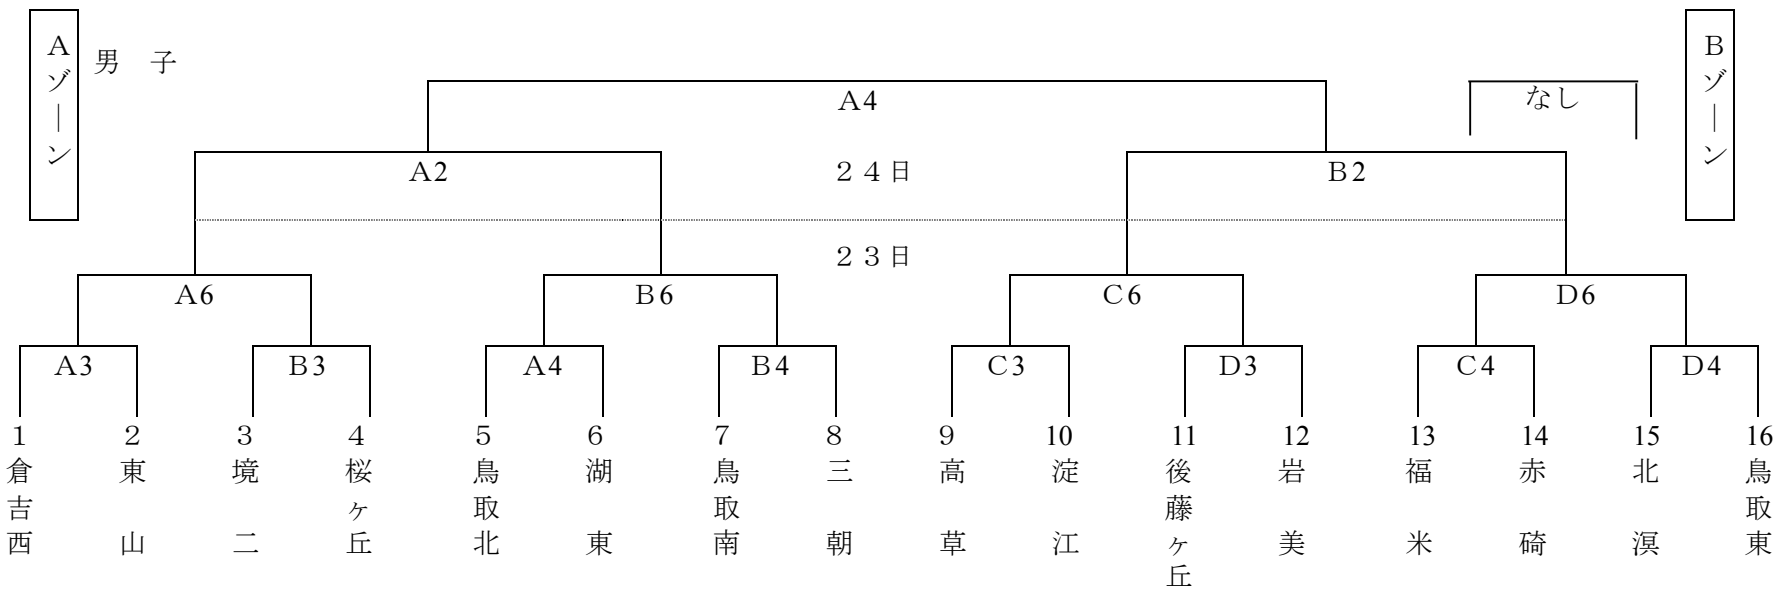 Aゾーン
男 子
Bゾーン
A4
なし
A2
２４日
B2
２３日
A6
B6
C6
D6
A3
B3
A4
B4
C3
D3
C4
D4
1 2 3 4 5 6 7 8 9 10 11 12 13 14 15 16
倉吉西
東山
境二
桜ヶ丘
鳥取北
湖東
鳥取南
三朝
高草
淀江
後藤ヶ丘
岩美
福米
赤碕
北溟
鳥取東